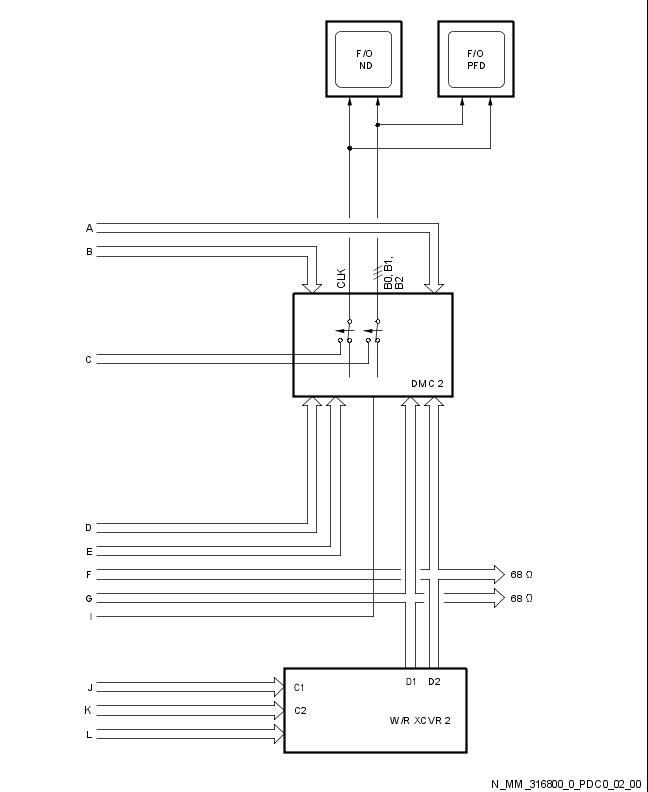 F/O
ND
F/O
PFD
A
B
CLK
B0, B1,
B2
C
DMC 2
D
E
F
68 Ω
G
68 Ω
I
D1 D2
J
C1
K
C2
W/R XCVR 2
L
N_MM_316800_0_PDC0_02_00